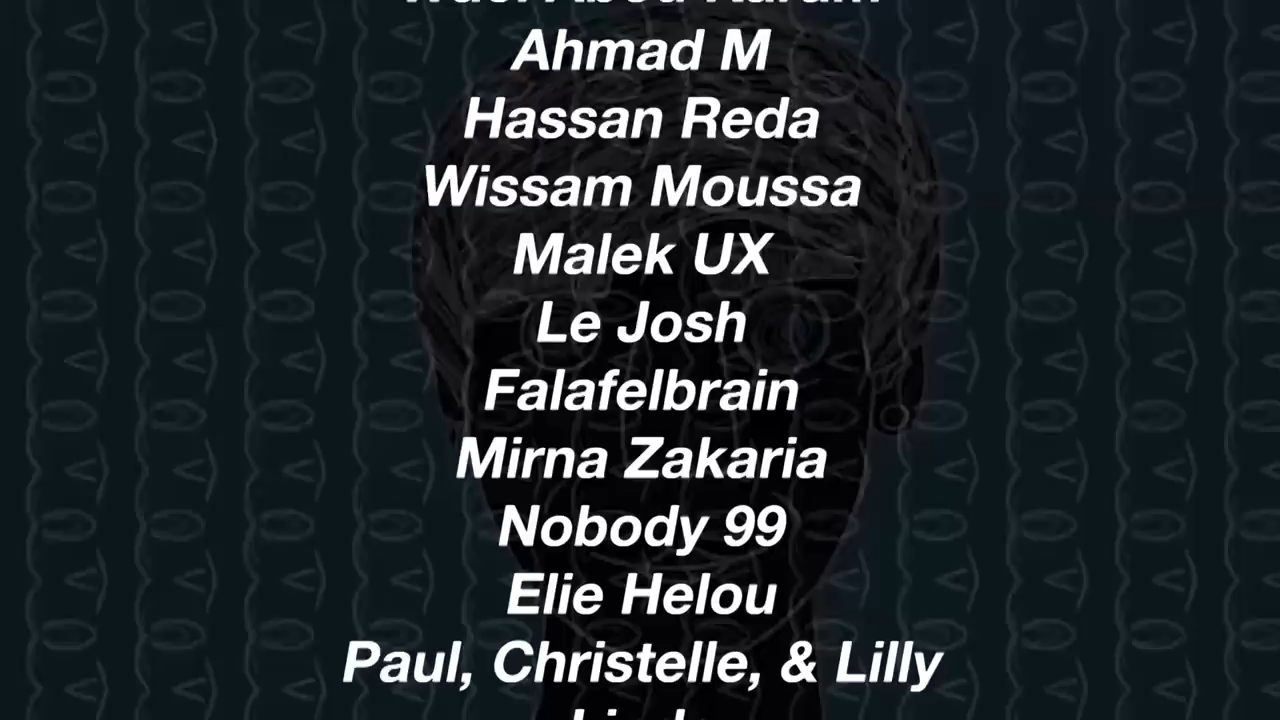 Ahmad M
Hassan Reda
Wissam Moussa
Malek UX
Le Josh
Falafelbrain
Mirna Zakaria
Nobody 99
Elie Helou
Paul, Christelle, & Lilly